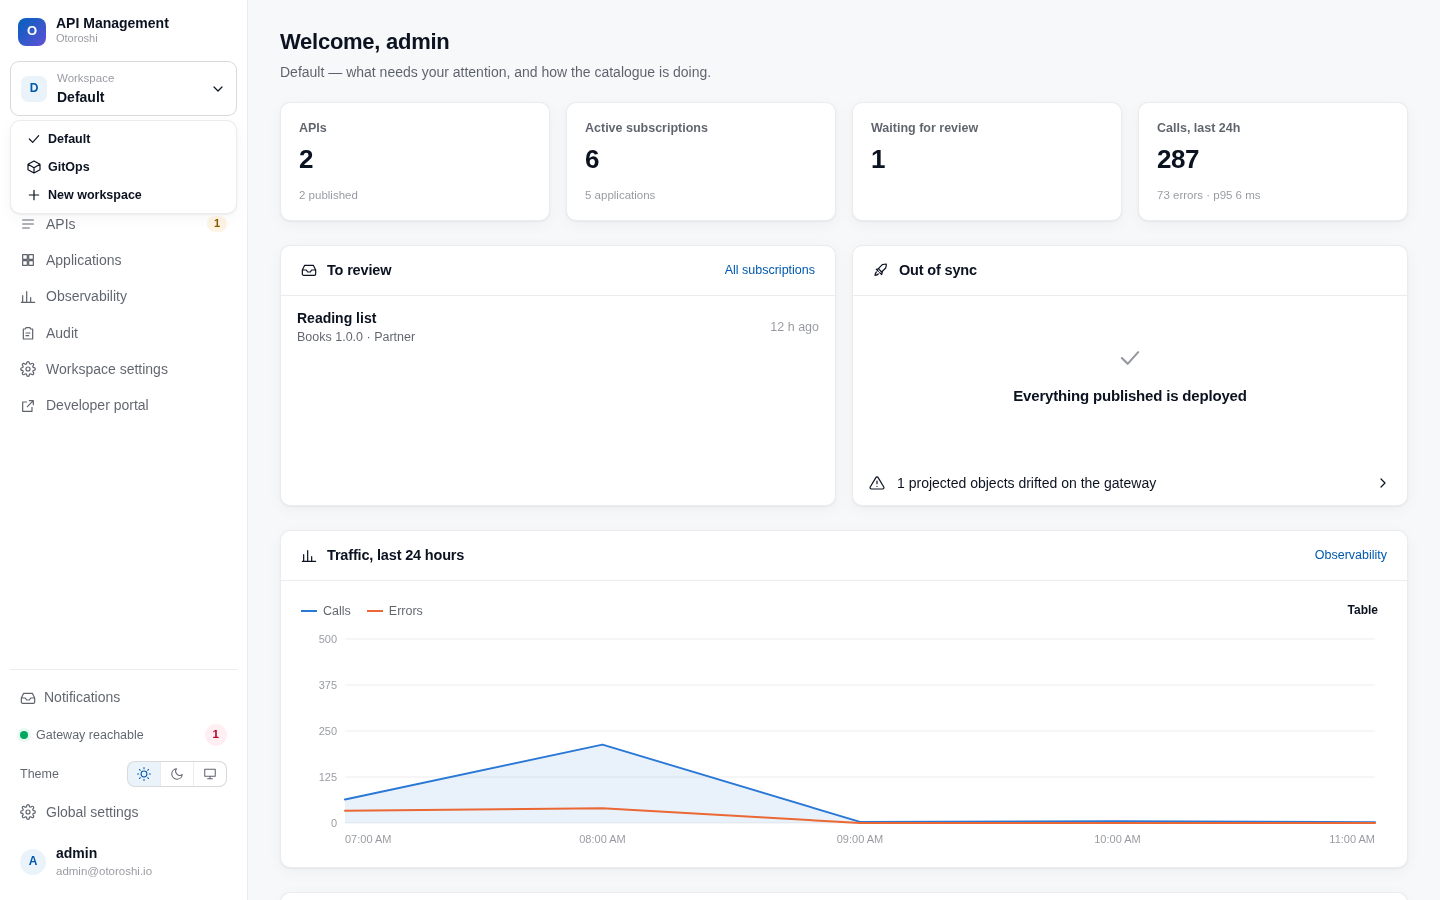 O
API Management
Otoroshi
D
Workspace
Default
Default
GitOps
New workspace
APIs
1
Applications
Observability
Audit
Workspace settings
Developer portal
Notifications
Gateway reachable
1
Theme
Global settings
A
admin
admin@otoroshi.io
Welcome, admin
Default — what needs your attention, and how the catalogue is doing.
APIs
2
2 published
Active subscriptions
6
5 applications
Waiting for review
1
Calls, last 24h
287
73 errors · p95 6 ms
To review
All subscriptions
Reading list
Books 1.0.0 · Partner
12 h ago
Out of sync
Everything published is deployed
1 projected objects drifted on the gateway
Traffic, last 24 hours
Observability
Calls
Errors
Table
500
375
250
125
0
07:00 AM
08:00 AM
09:00 AM
10:00 AM
11:00 AM